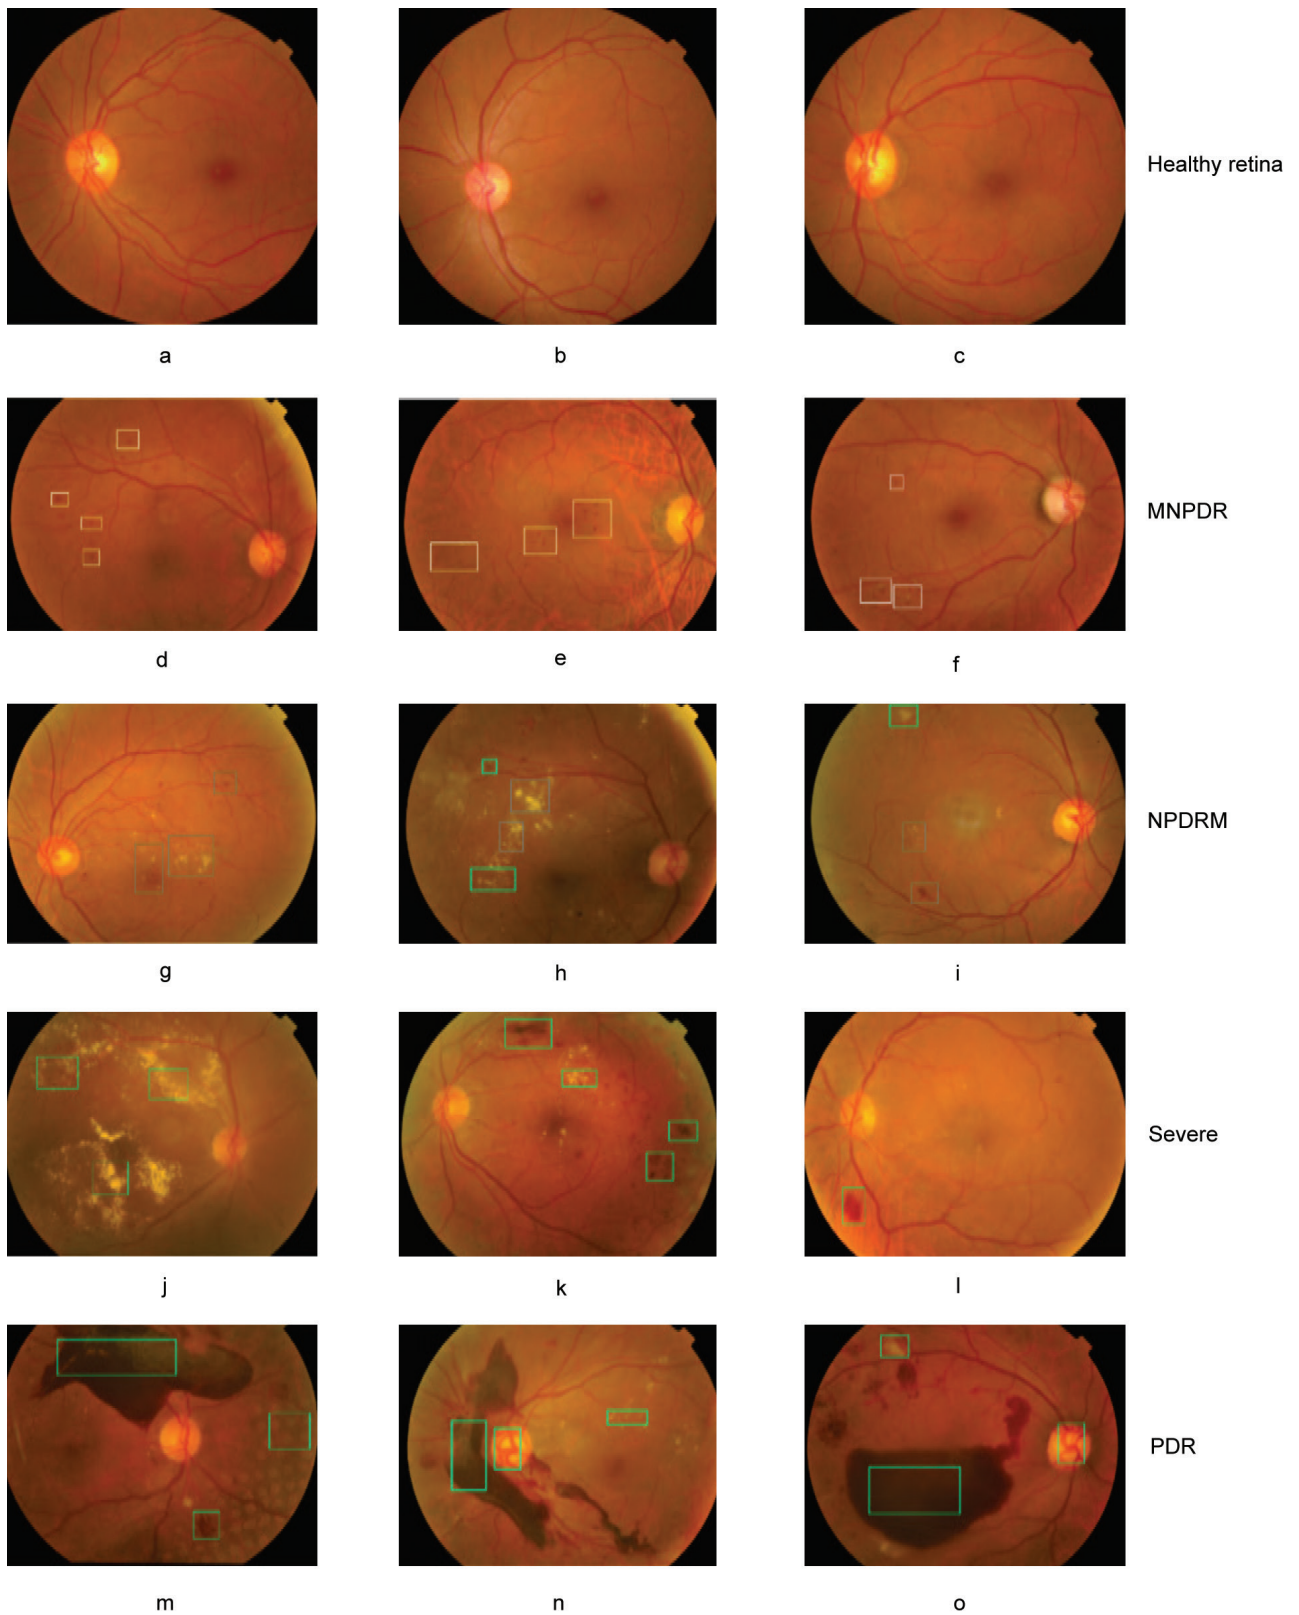 Healthy retina
a b c
MNPDR
d e f
NPDRM
g h i
Severe
j k l
PDR
m n o